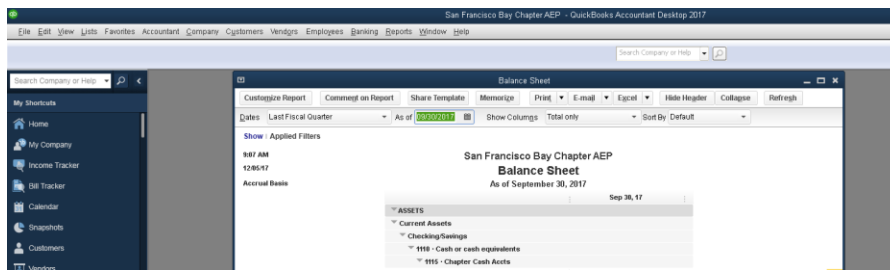 San Francisco Bay Chapter AEP - QuickBooks Accountant Desktop 2017
File Edit View Lists Favorites Accountant Company Customers Vendors Employees Banking Reports Window Help
Search Company or Help
Search Company or Help
Balance Sheet
My Shortcuts
Customize Report Comment on Report Share Template Memorize Print E-mail Excel Hide Header Collapse Refresh
Dates Last Fiscal Quarter As of 09/30/2017 Show Columns Total only Sort By Default
Home
Show Applied Filters
My Company
9:07 AM San Francisco Bay Chapter AEP
Income Tracker
12/05/17 Balance Sheet
Bill Tracker
Accrual Basis As of September 30, 2017
Calendar
Sep 30, 17
ASSETS
Snapshots
Current Assets
Checking/Savings
Customers
1110 · Cash or cash equivalents
1115 · Chapter Cash Accts
Vendors